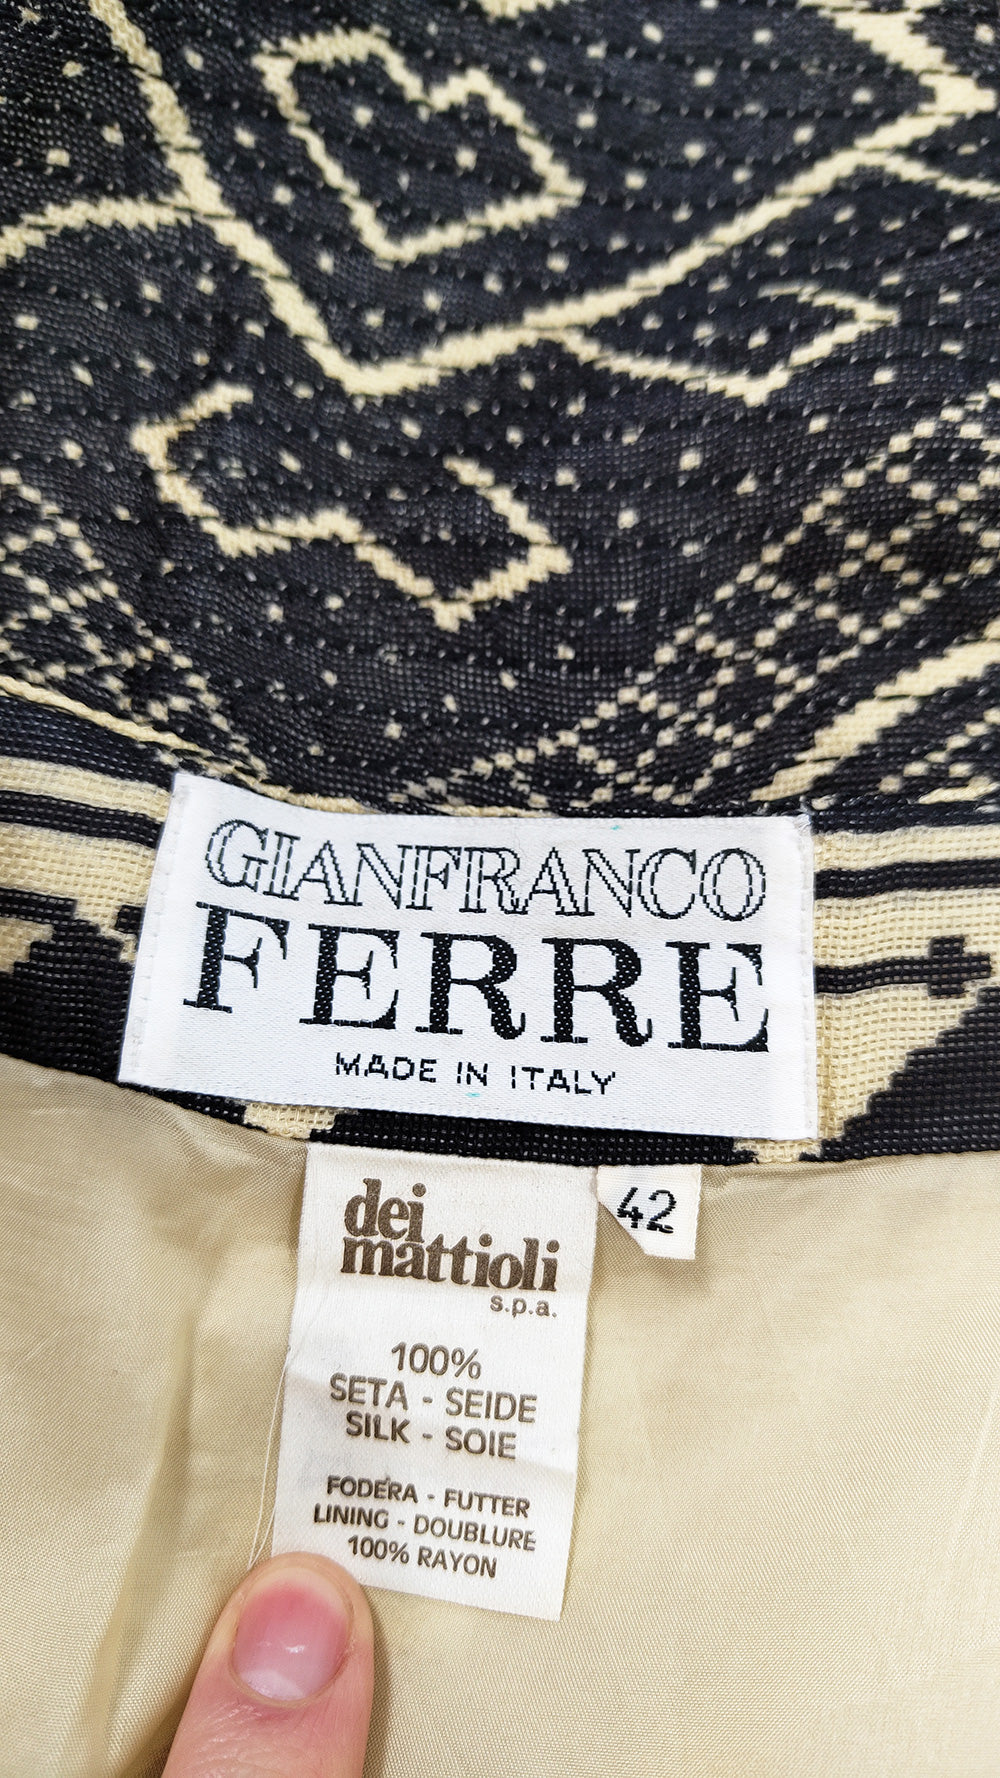 GIANFRANCO
FERRE
MADE IN ITALY
42
dei
mattioli
s.p.a.
100%
SETA - SEIDE
SILK - SOIE
FODERA - FUTTER
LINING - DOUBLURE
100% RAYON